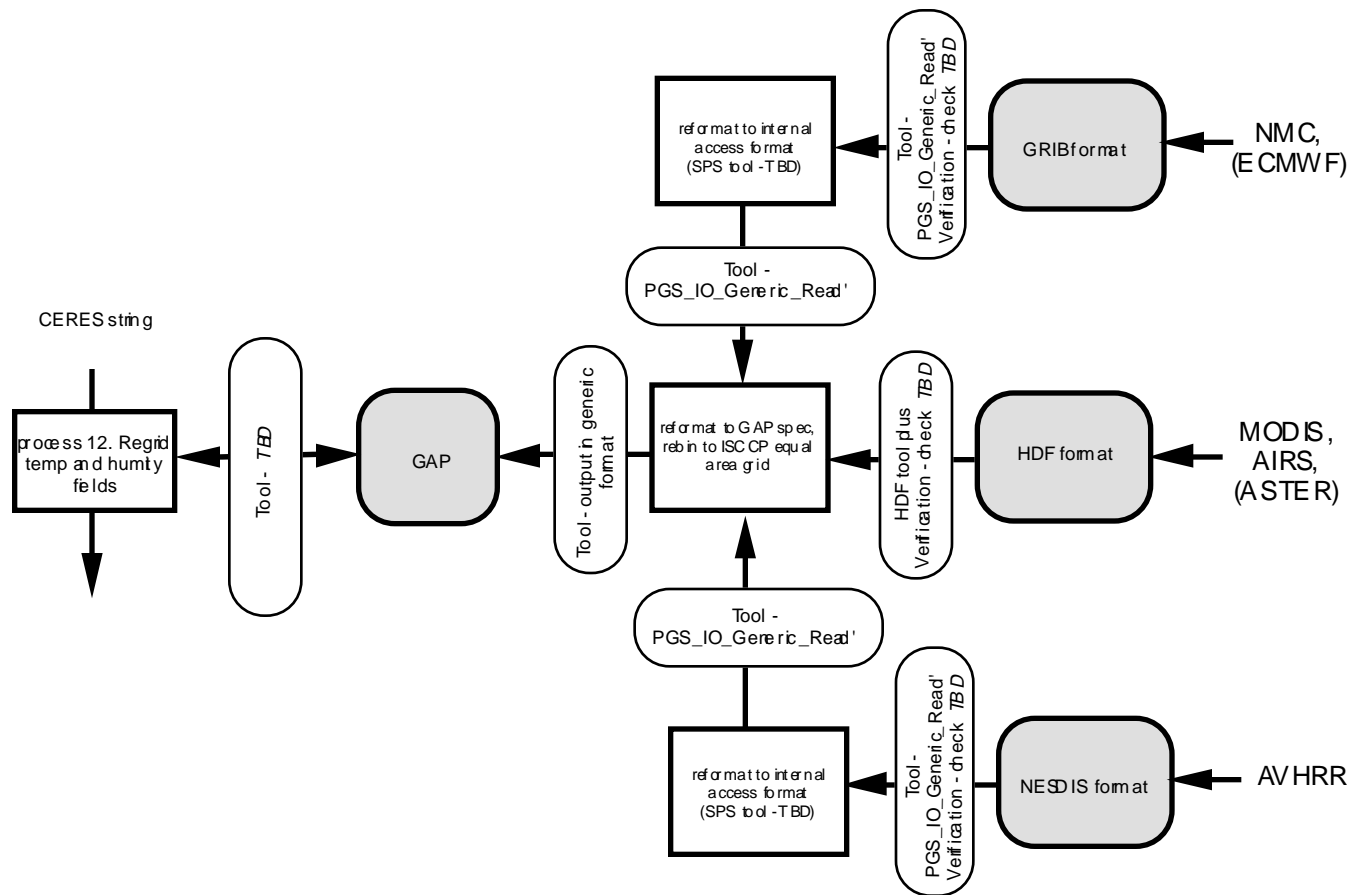 reformat to internal
access format
(SPS tool - TBD)
Tool -
PGS_IO_Generic_Read'
Verification - check TBD
GRIB format
NMC,
(ECMWF)
Tool -
PGS_IO_Generic_Read'
CERES string
process 12. Regrid
temp and humity
fields
Tool - TBD
GAP
Tool - output in generic
format
reformat to GAP spec,
rebin to ISCCP equal
area grid
HDF tool plus
Verification - check TBD
HDF format
MODIS,
AIRS,
(ASTER)
Tool -
PGS_IO_Generic_Read'
reformat to internal
access format
(SPS tool - TBD)
Tool -
PGS_IO_Generic_Read'
Verification - check TBD
NESDIS format
AVHRR